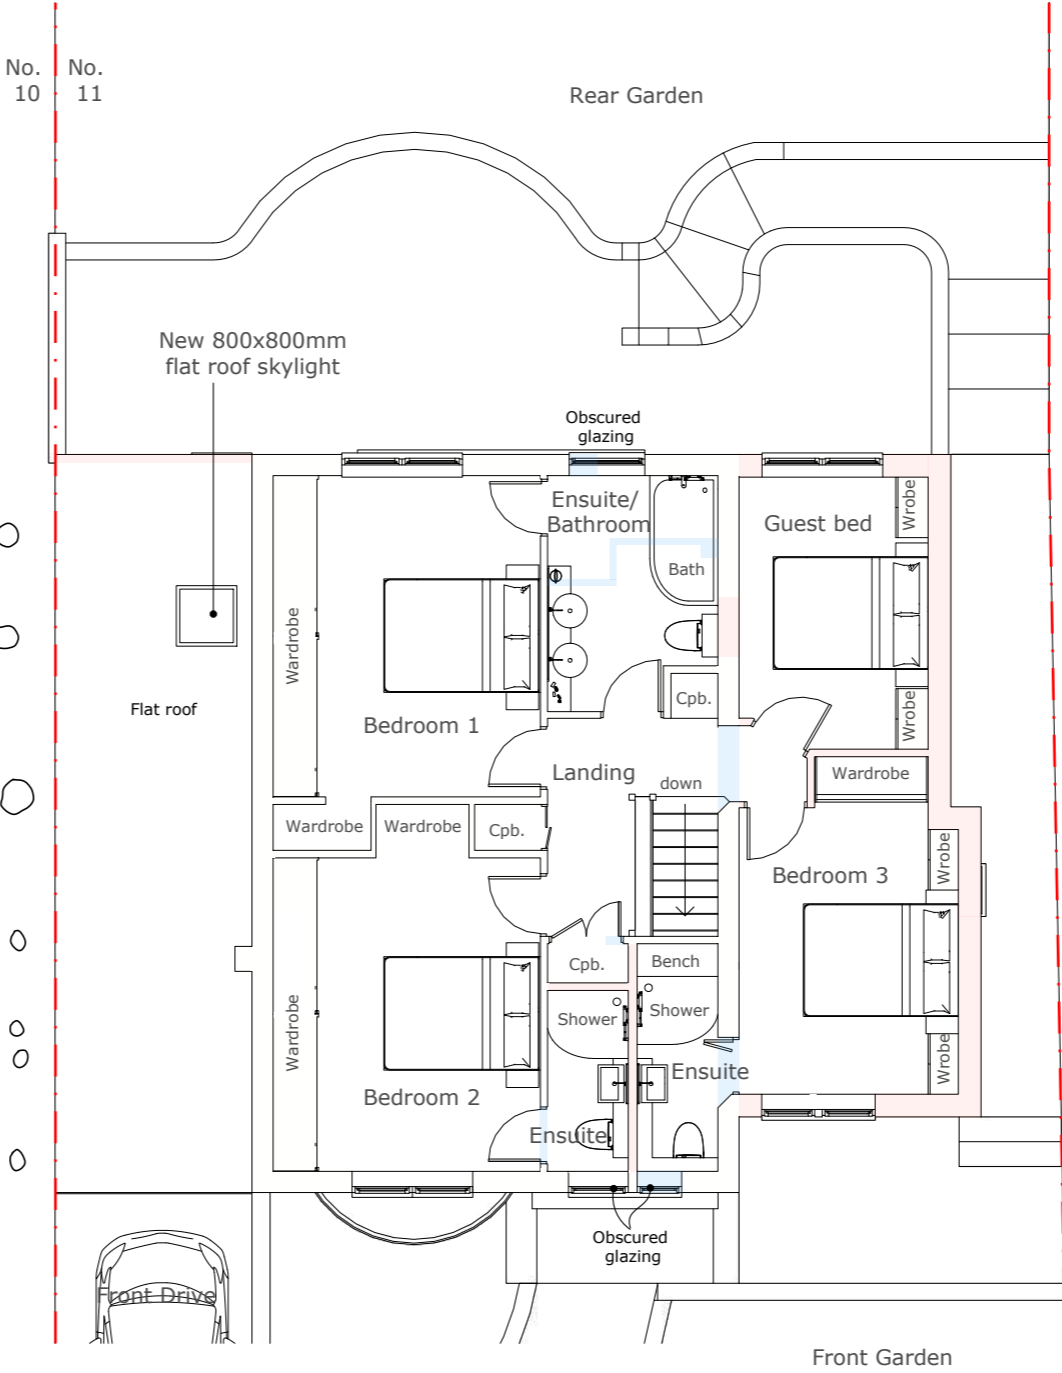 No.
10
No.
11
Rear Garden
New 800x800mm
flat roof skylight
Obscured
glazing
Ensuite/
Bathroom
Guest bed
Wrobe
Bath
Wardrobe
Flat roof
Bedroom 1
Cpb.
Wrobe
Landing
down
Wardrobe
Wardrobe
Wardrobe
Cpb.
Wrobe
Bedroom 3
Cpb.
Bench
Wardrobe
Shower
Shower
Ensuite
Wrobe
Bedroom 2
Ensuite
Obscured
glazing
Front Drive
Front Garden